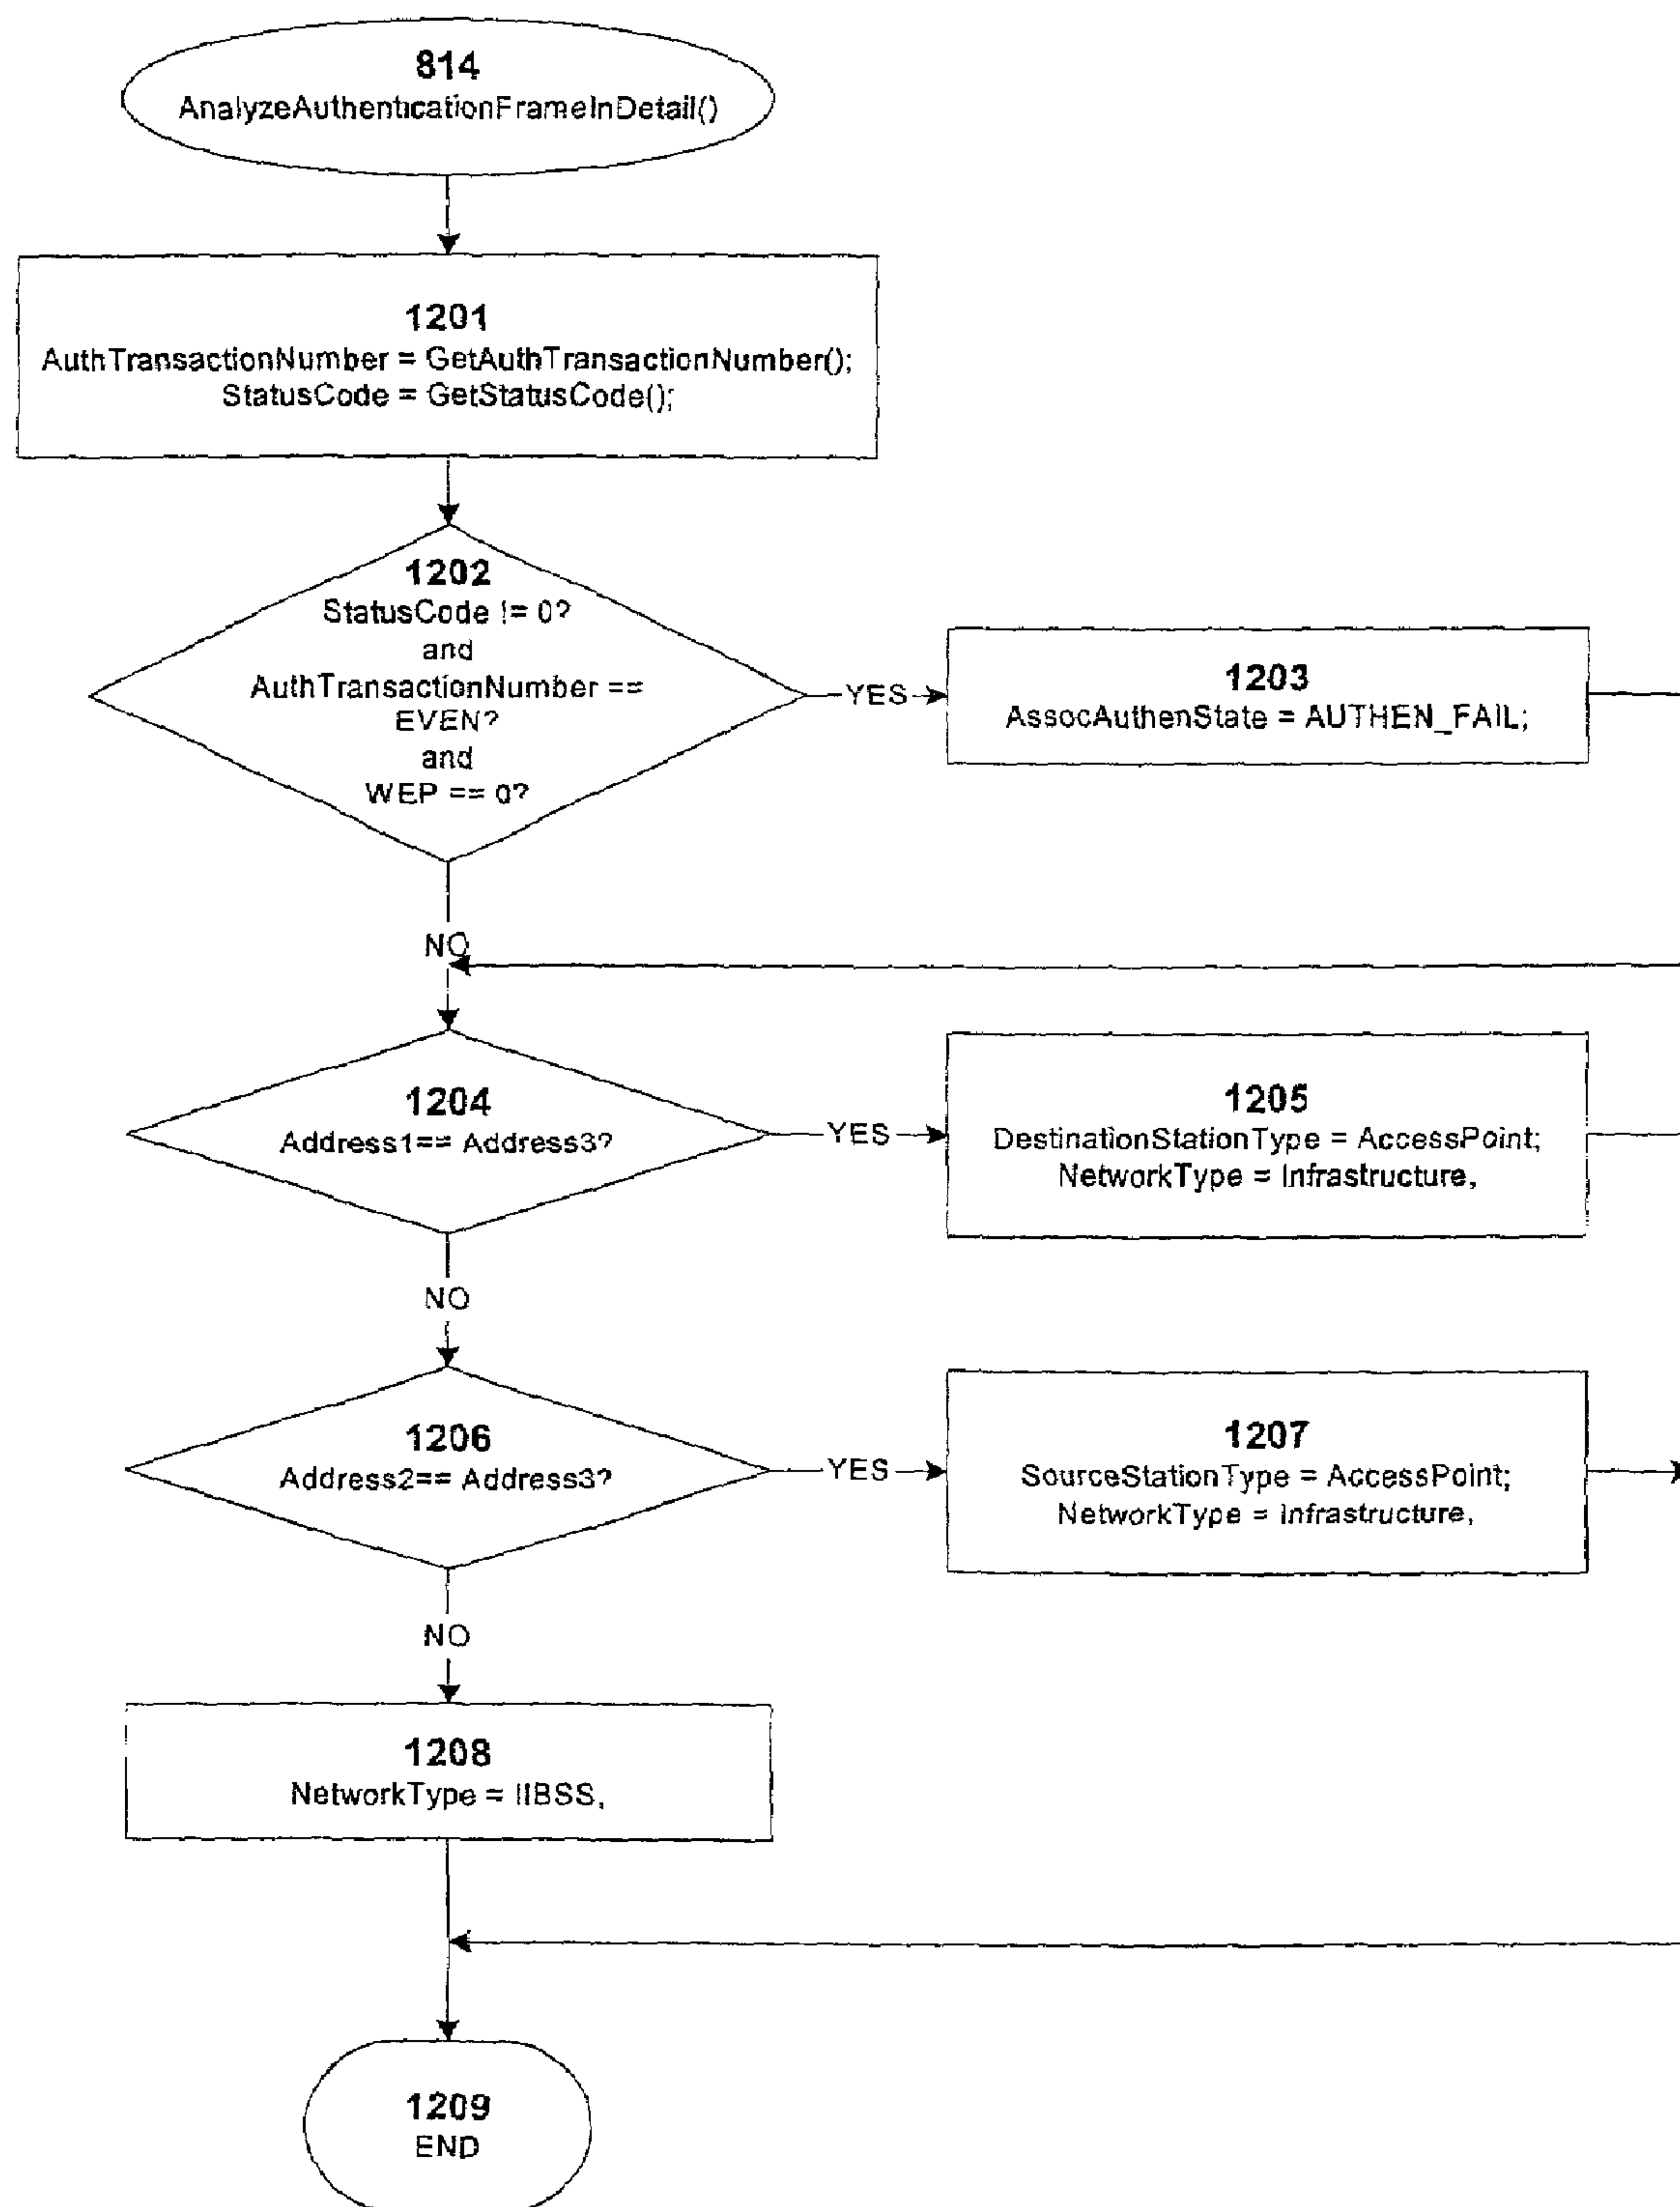 814
AnalyzeAuthenticationFrameInDetail()
1201
AuthTransactionNumber = GetAuthTransactionNumber();
StatusCode = GetStatusCode();
1202
StatusCode != 0?
and
AuthTransactionNumber ==
EVEN?
and
WEP == 0?
YES
1203
AssocAuthenState = AUTHEN_FAIL;
NO
1204
Address1== Address3?
YES
1205
DestinationStationType = AccessPoint;
NetworkType = Infrastructure,
NO
1206
Address2== Address3?
YES
1207
SourceStationType = AccessPoint;
NetworkType = Infrastructure,
NO
1208
NetworkType = IIBSS,
1209
END